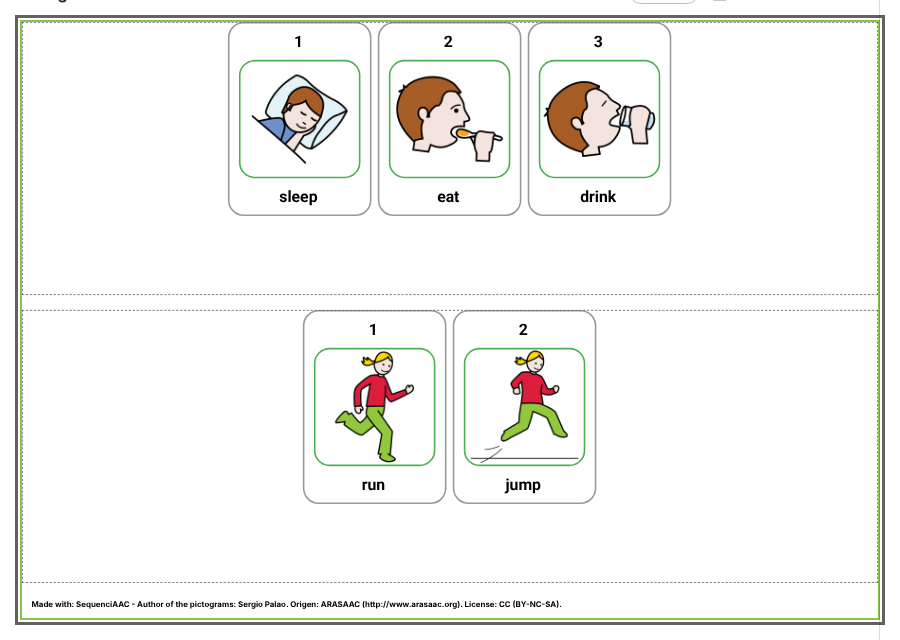 1
2
3
sleep
eat
drink
1
2
run
jump
Made with: SequenciAAC - Author of the pictograms: Sergio Palao. Origen: ARASAAC (http://www.arasaac.org). License: CC (BY-NC-SA).